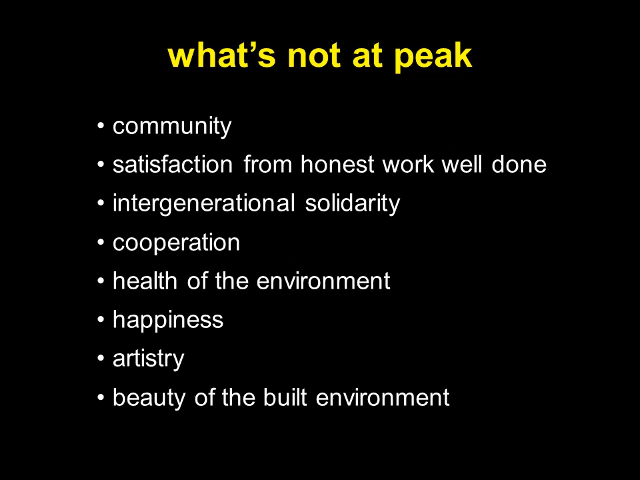 what's not at peak
• community
• satisfaction from honest work well done
• intergenerational solidarity
• cooperation
• health of the environment
• happiness
• artistry
• beauty of the built environment